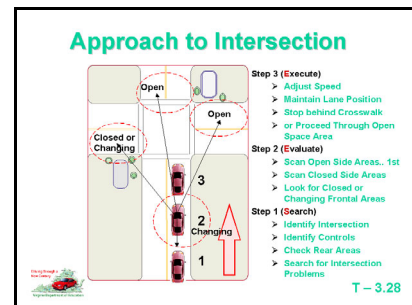 Approach to Intersection
Step 3 (Execute)
➢ Adjust Speed
➢ Maintain Lane Position
➢ Stop behind Crosswalk
➢ or Proceed Through Open
Space Area
Step 2 (Evaluate)
➢ Scan Open Side Areas.. 1st
➢ Scan Closed Side Areas
➢ Look for Closed or
Changing Frontal Areas
Step 1 (Search)
➢ Identify Intersection
➢ Identify Controls
➢ Check Rear Areas
➢ Search for Intersection
Problems
Open
Open
Closed or
Changing
3
2
Changing
1
T – 3.28